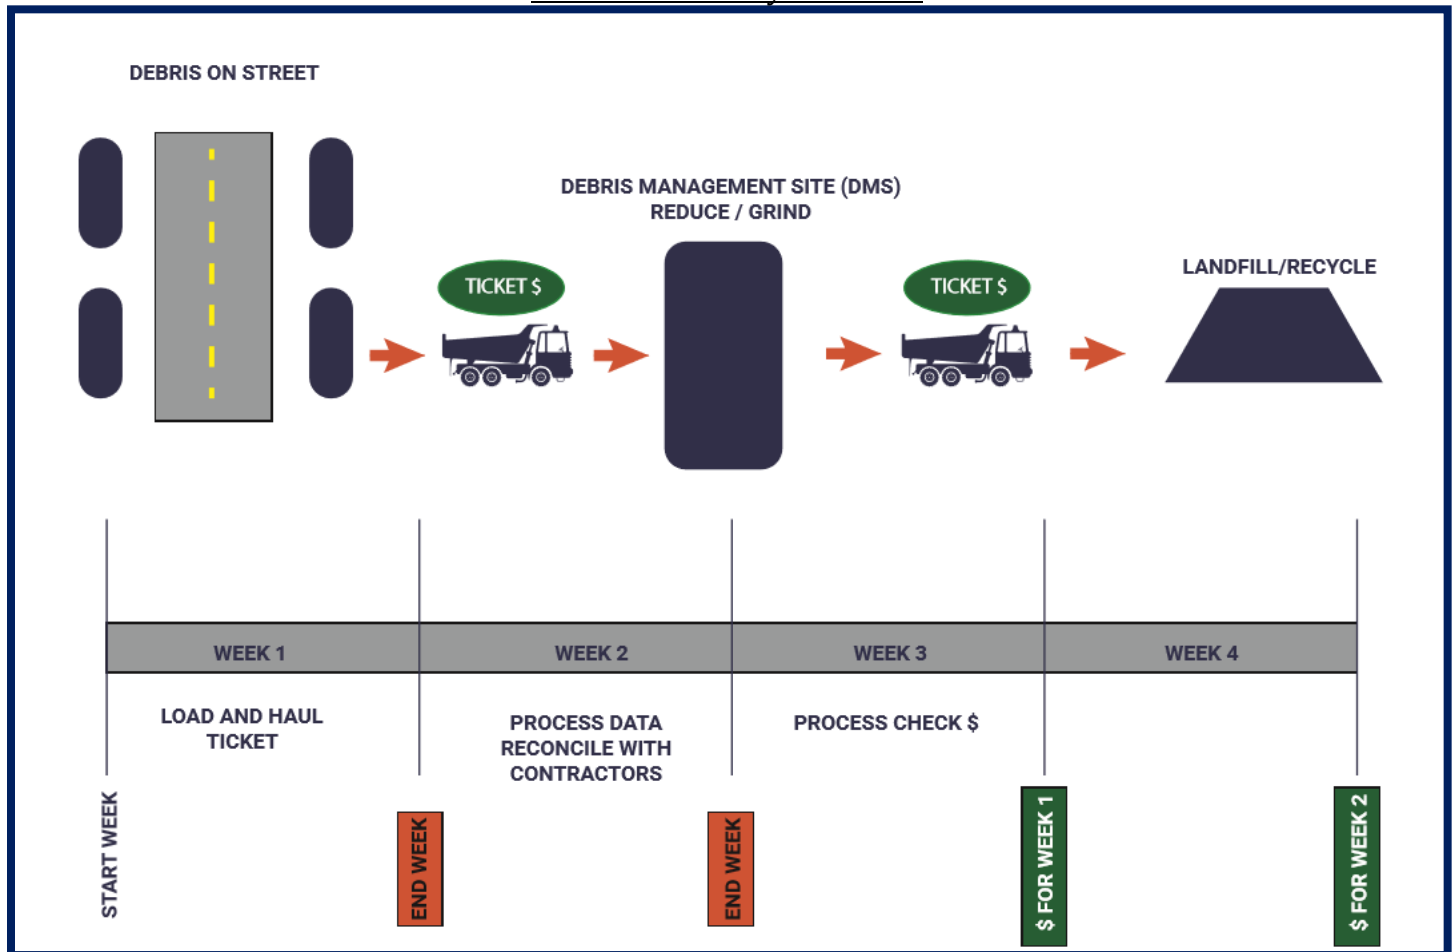 DEBRIS ON STREET
DEBRIS MANAGEMENT SITE (DMS)
REDUCE / GRIND
TICKET $
TICKET $
LANDFILL/RECYCLE
WEEK 1
WEEK 2
WEEK 3
WEEK 4
LOAD AND HAUL
TICKET
PROCESS DATA
RECONCILE WITH
CONTRACTORS
PROCESS CHECK $
START WEEK
END WEEK
END WEEK
$ FOR WEEK 1
$ FOR WEEK 2